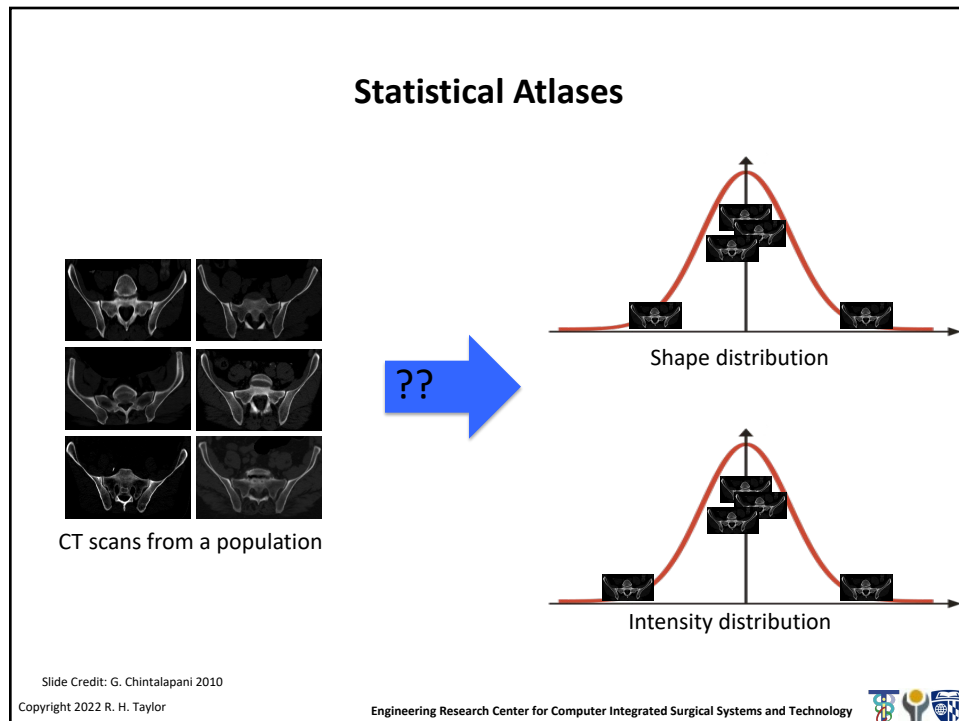 Statistical Atlases
??
CT scans from a population
Shape distribution
Intensity distribution
Slide Credit: G. Chintalapani 2010
Copyright 2022 R. H. Taylor
Engineering Research Center for Computer Integrated Surgical Systems and Technology